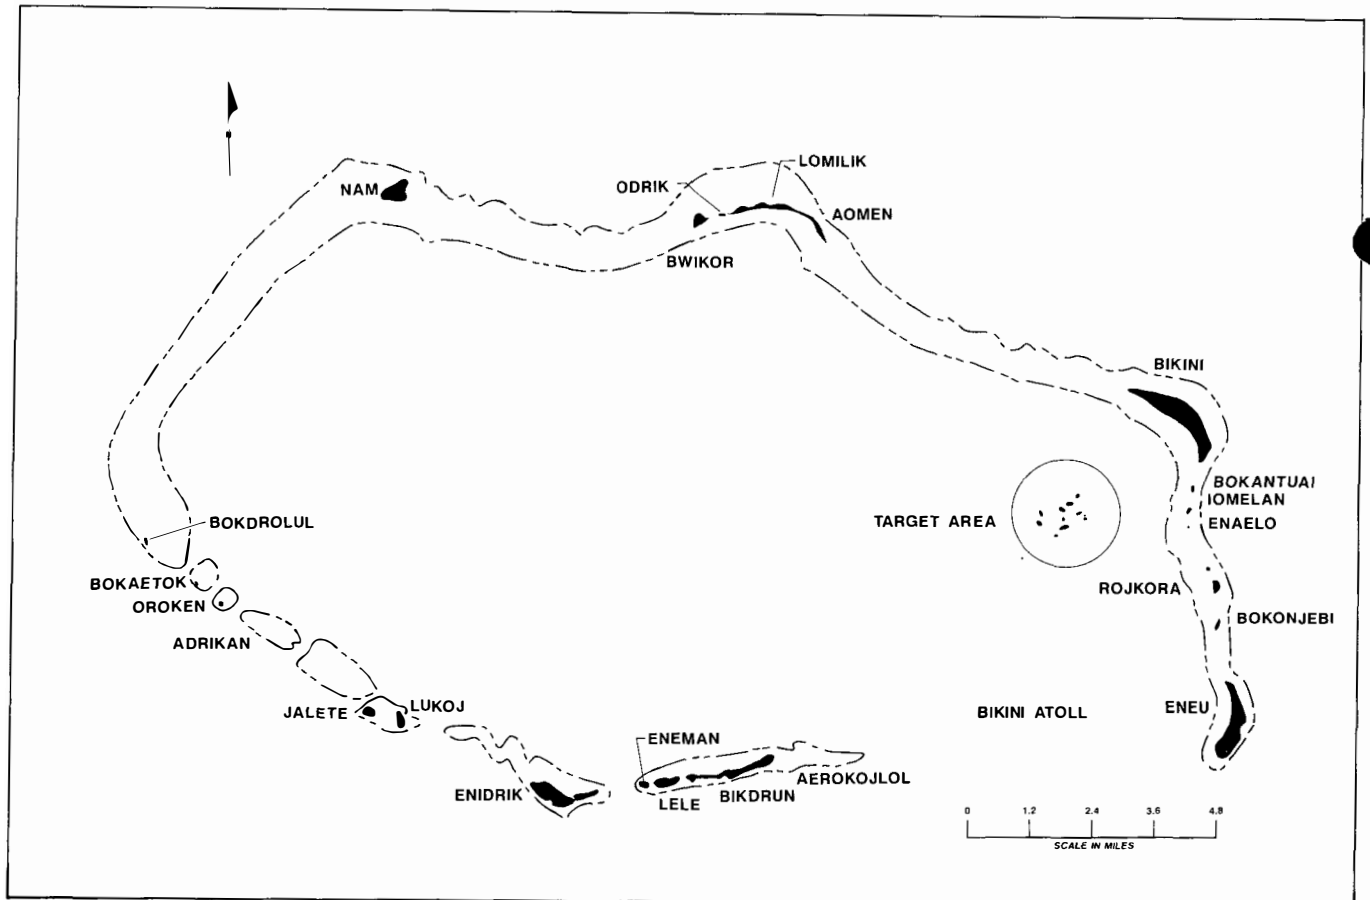 LOMILIK
ODRIK
NAM
AOMEN
BWIKOR
BIKINI
BOKANTUAI
IOMELAN
ENAELO
TARGET AREA
BOKDROLUL
BOKAETOK
OROKEN
ROJKORA
BOKONJEBI
ADRIKAN
JALETE
LUKOJ
BIKINI ATOLL
ENEU
ENEMAN
AEROKOJLOL
ENIDRIK
LELE
BIKDRUN
0 1.2 2.4 3.6 4.8
SCALE IN MILES